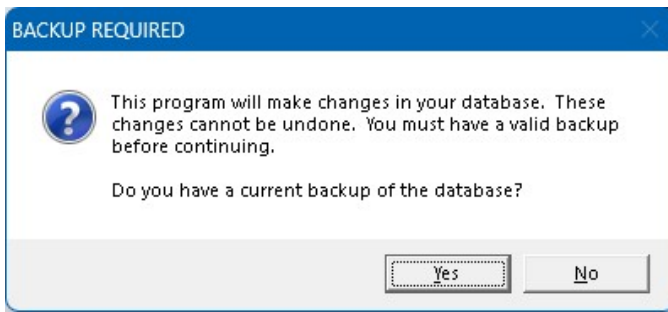 BACKUP REQUIRED
This program will make changes in your database. These
changes cannot be undone. You must have a valid backup
before continuing.
Do you have a current backup of the database?
Yes
No